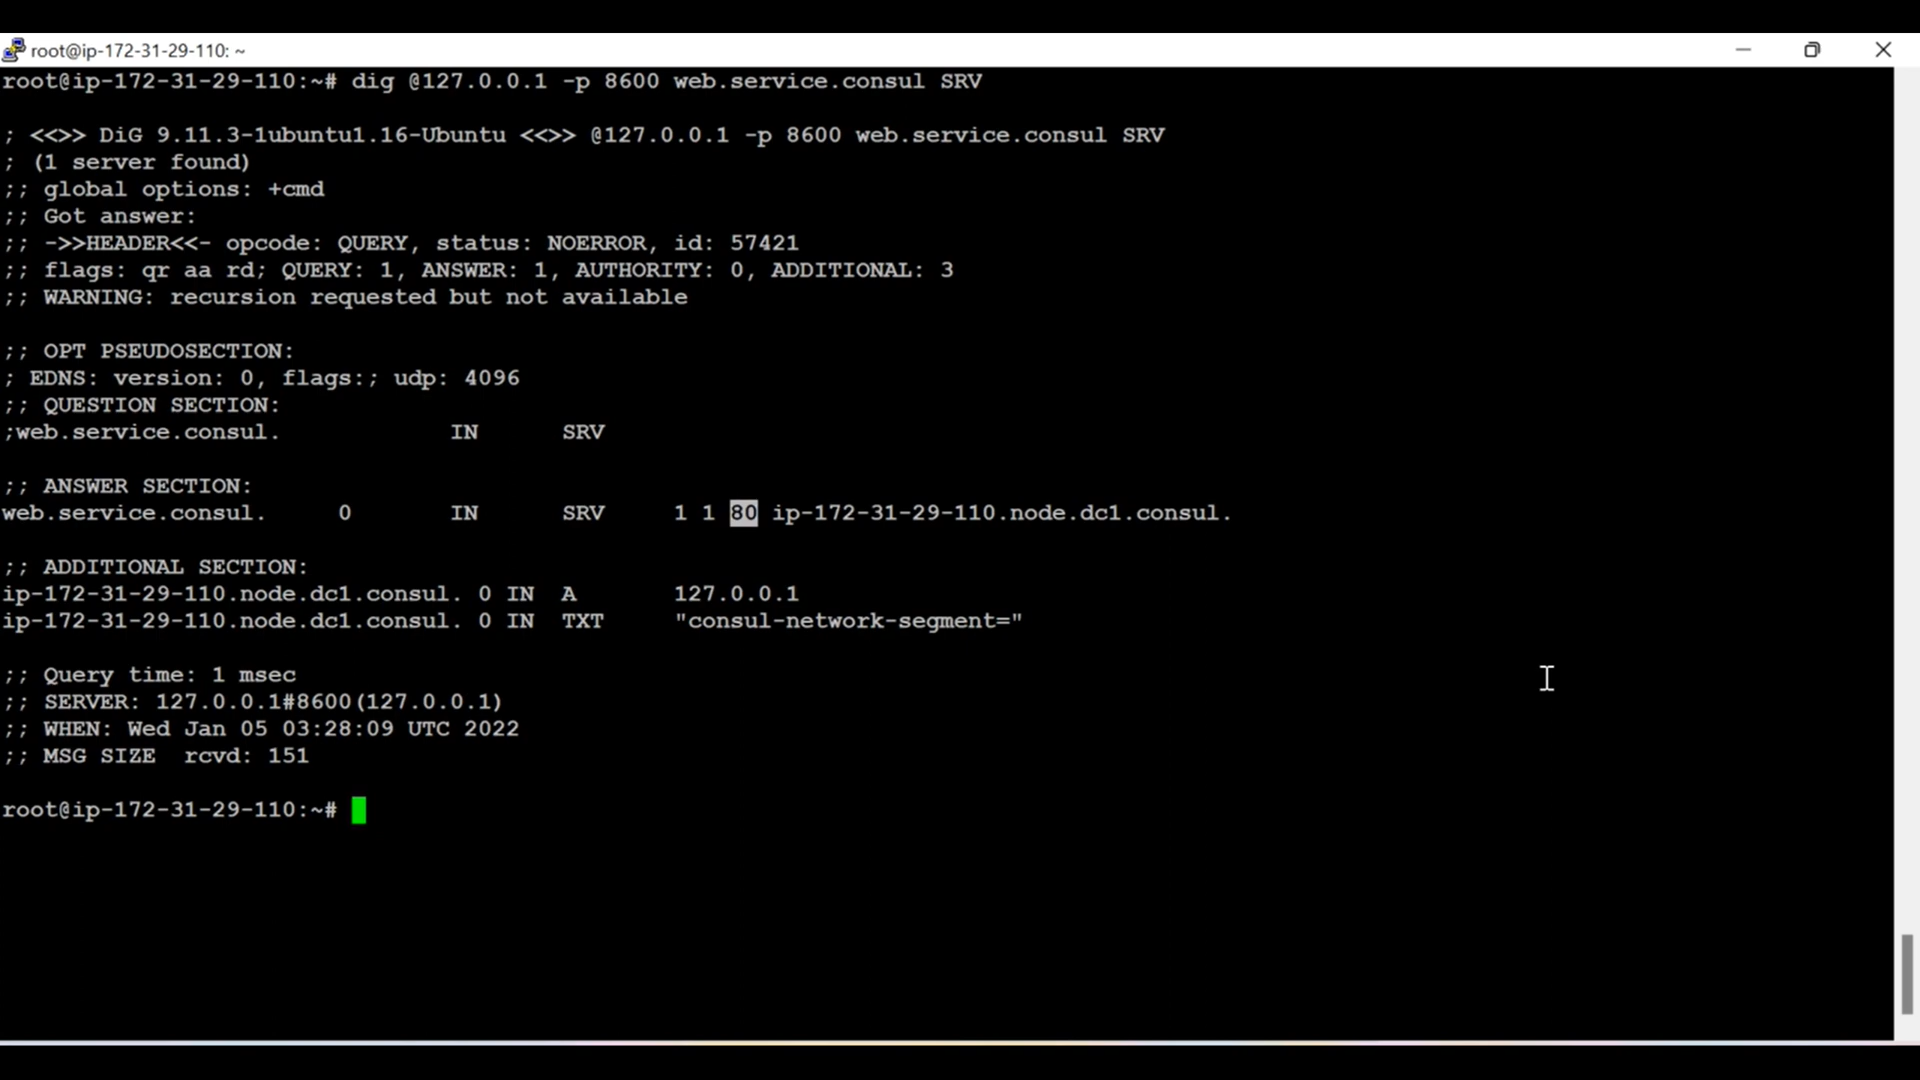 root@ip-172-31-29-110: ~
root@ip-172-31-29-110:~# dig @127.0.0.1 -p 8600 web.service.consul SRV
; <<>> DiG 9.11.3-1ubuntu1.16-Ubuntu <<>> @127.0.0.1 -p 8600 web.service.consul SRV
; (1 server found)
;; global options: +cmd
;; Got answer:
;; ->>HEADER<<- opcode: QUERY, status: NOERROR, id: 57421
;; flags: qr aa rd; QUERY: 1, ANSWER: 1, AUTHORITY: 0, ADDITIONAL: 3
;; WARNING: recursion requested but not available
;; OPT PSEUDOSECTION:
; EDNS: version: 0, flags:; udp: 4096
;; QUESTION SECTION:
;web.service.consul. IN SRV
;; ANSWER SECTION:
web.service.consul. 0 IN SRV 1 1 80 ip-172-31-29-110.node.dc1.consul.
;; ADDITIONAL SECTION:
ip-172-31-29-110.node.dc1.consul. 0 IN A 127.0.0.1
ip-172-31-29-110.node.dc1.consul. 0 IN TXT "consul-network-segment="
;; Query time: 1 msec
;; SERVER: 127.0.0.1#8600(127.0.0.1)
;; WHEN: Wed Jan 05 03:28:09 UTC 2022
;; MSG SIZE rcvd: 151
root@ip-172-31-29-110:~#